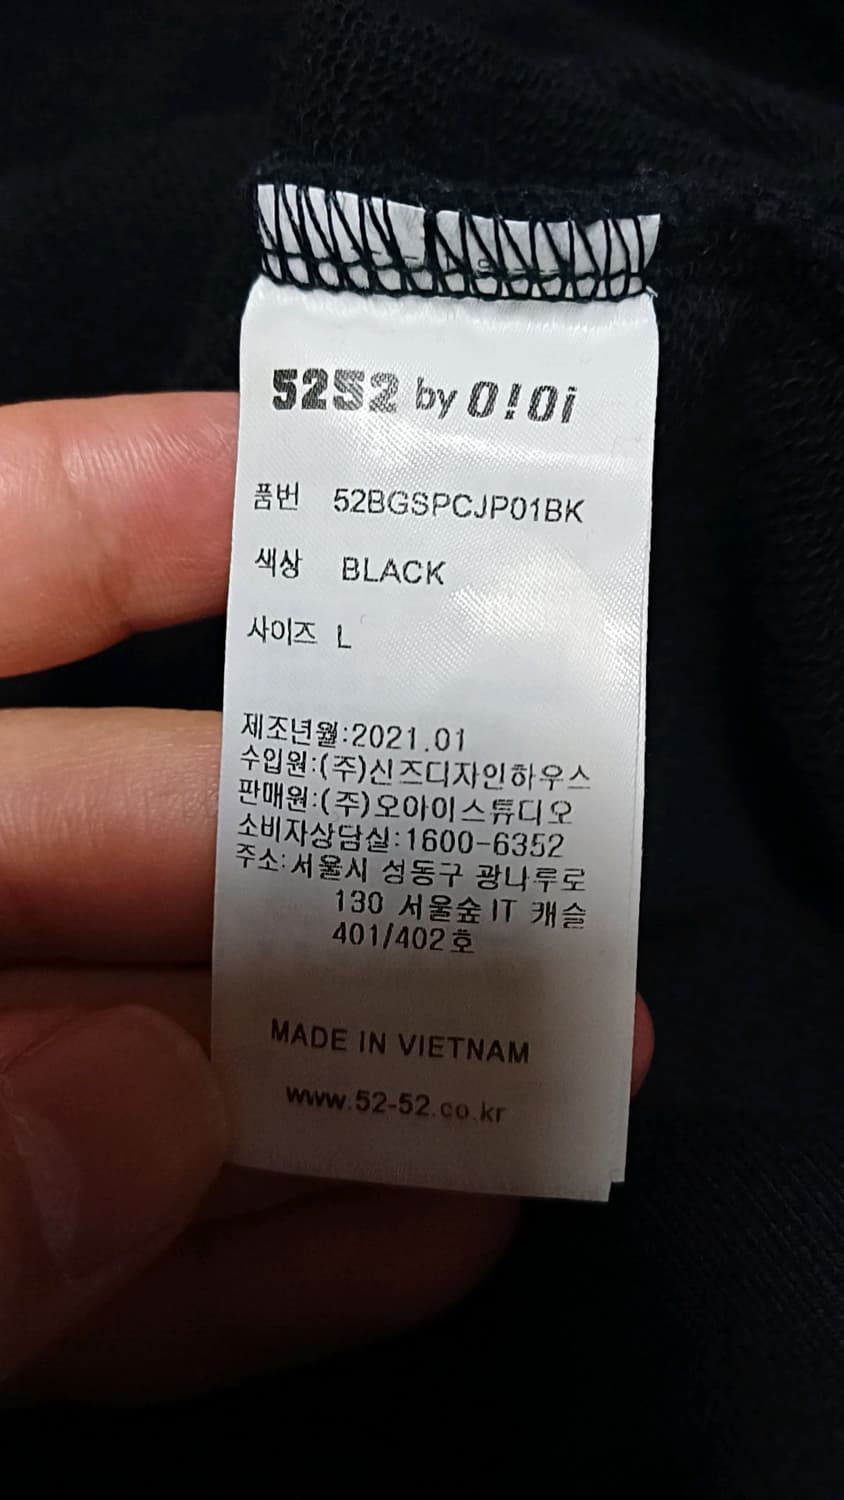 5252 by O!Oi
품번 52BGSPCJP01BK
색상 BLACK
사이즈 L
제조년월:2021.01
수입원:(주)신즈디자인하우스
판매원:(주)오아이스튜디오
소비자상담실:1600-6352
주소:서울시 성동구 광나루로
130 서울숲 IT 캐슬
401/402호
MADE IN VIETNAM
www.52-52.co.kr